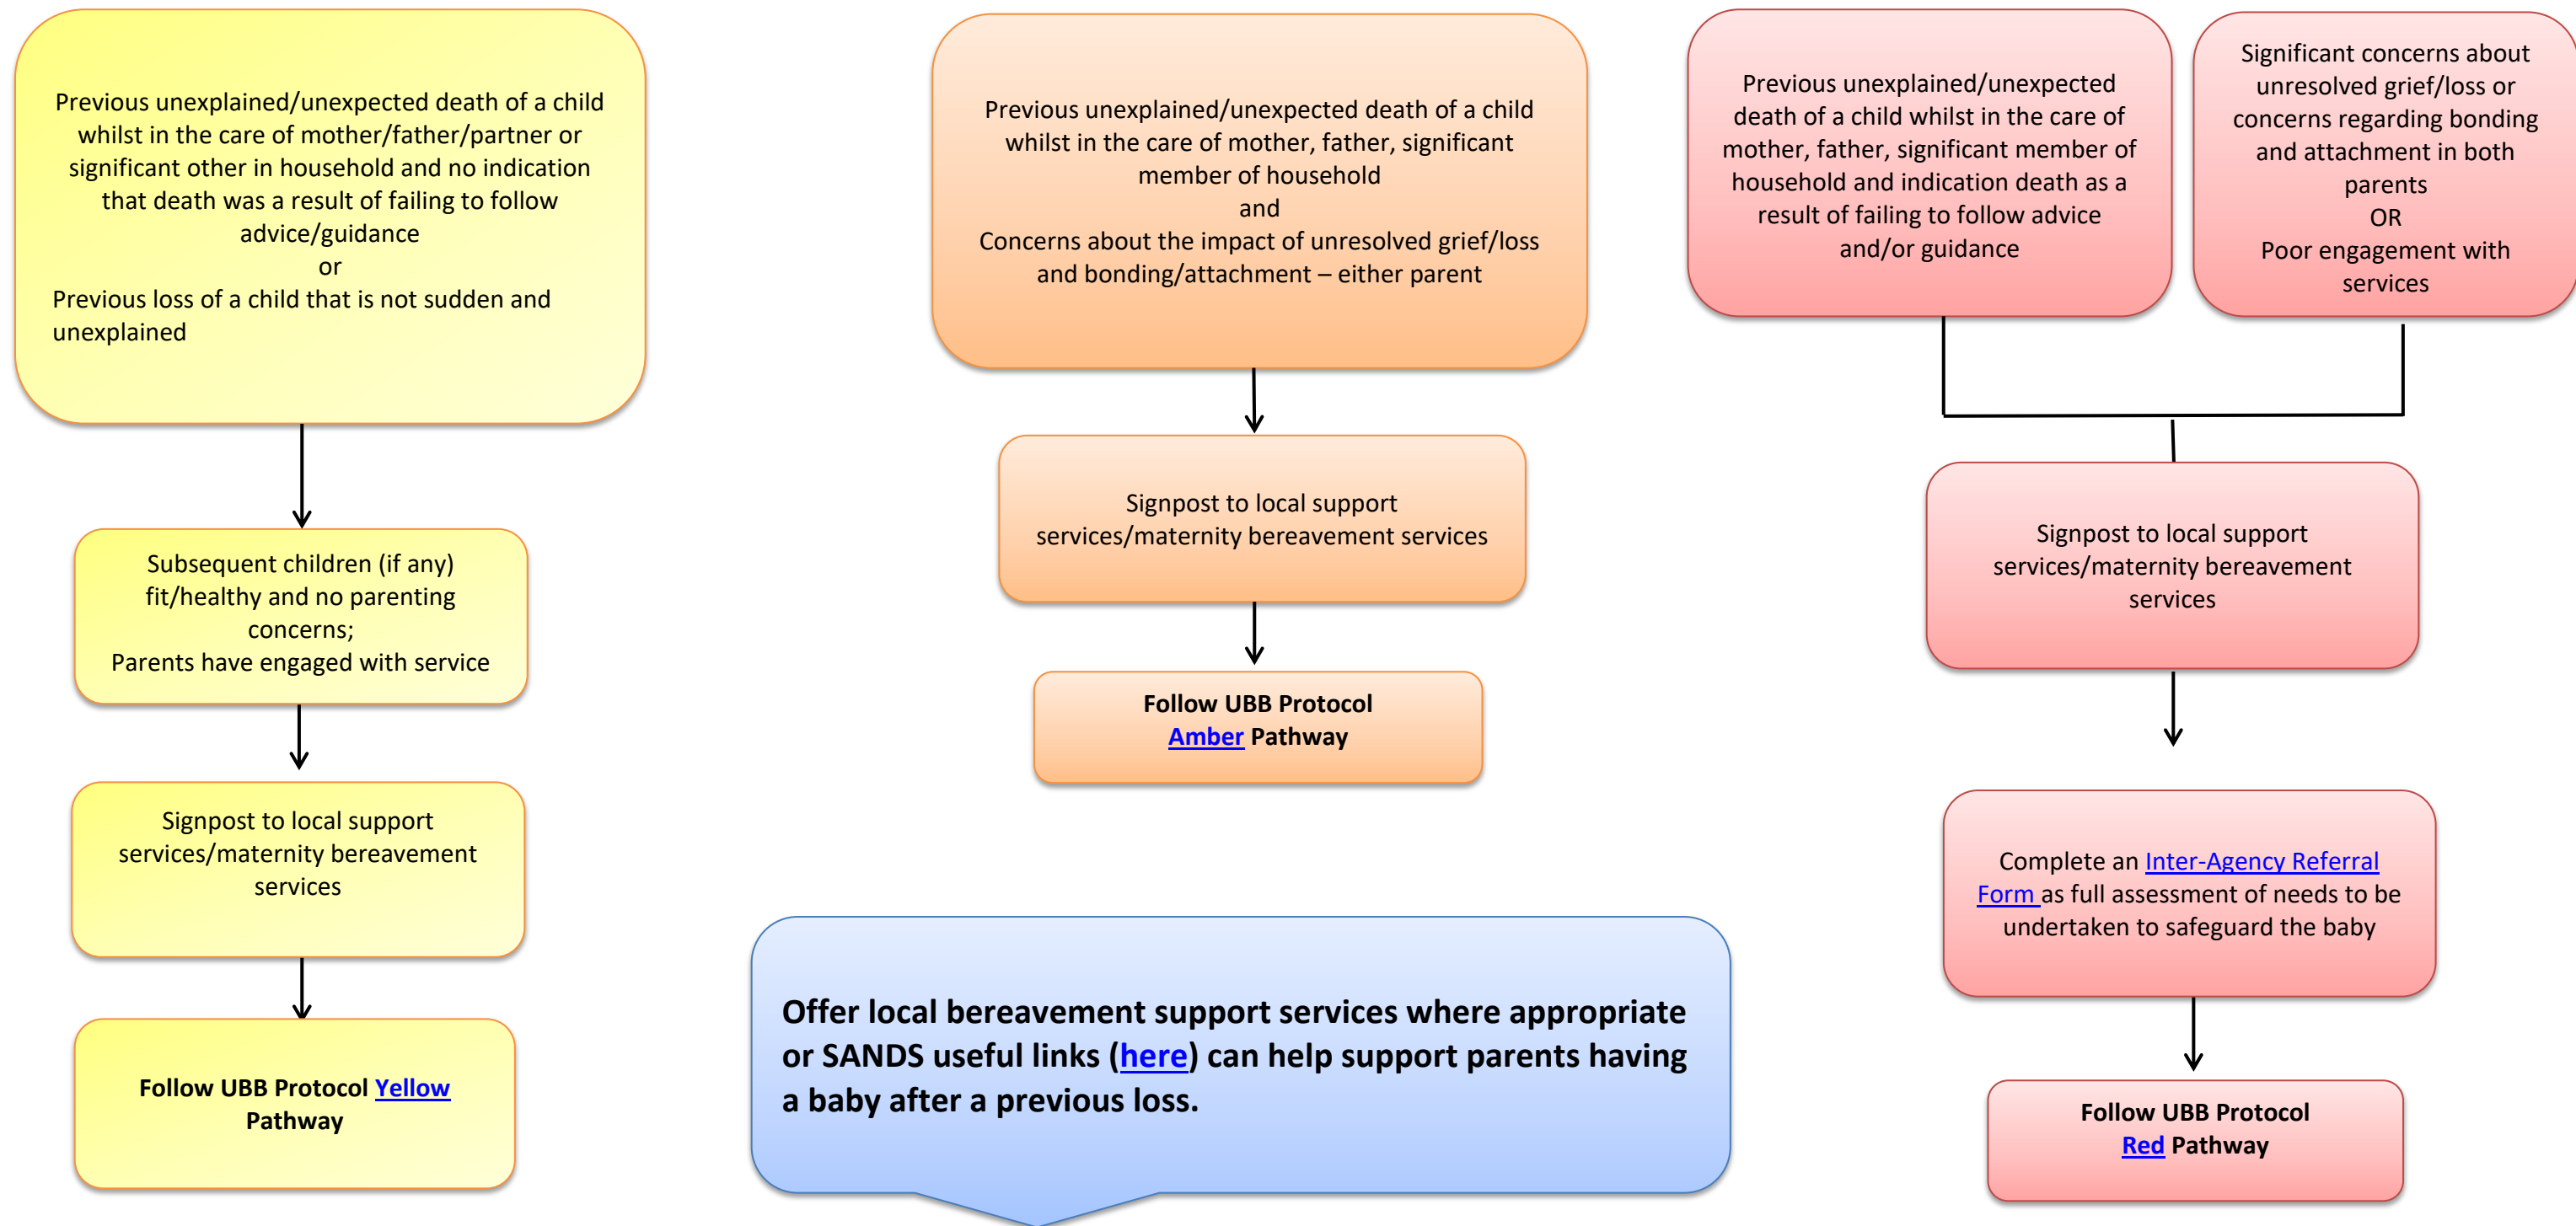 Previous unexplained/unexpected death of a child
whilst in the care of mother/father/partner or
significant other in household and no indication
that death was a result of failing to follow
advice/guidance
or
Previous loss of a child that is not sudden and
unexplained
Subsequent children (if any)
fit/healthy and no parenting
concerns;
Parents have engaged with service
Signpost to local support
services/maternity bereavement
services
Follow UBB Protocol Yellow
Pathway
Previous unexplained/unexpected death of a child
whilst in the care of mother, father, significant
member of household
and
Concerns about the impact of unresolved grief/loss
and bonding/attachment – either parent
Signpost to local support
services/maternity bereavement services
Follow UBB Protocol
Amber Pathway
Offer local bereavement support services where appropriate
or SANDS useful links (here) can help support parents having
a baby after a previous loss.
Previous unexplained/unexpected
death of a child whilst in the care of
mother, father, significant member of
household and indication death as a
result of failing to follow advice
and/or guidance
Significant concerns about
unresolved grief/loss or
concerns regarding bonding
and attachment in both
parents
OR
Poor engagement with
services
Signpost to local support
services/maternity bereavement
services
Complete an Inter-Agency Referral
Form as full assessment of needs to be
undertaken to safeguard the baby
Follow UBB Protocol
Red Pathway